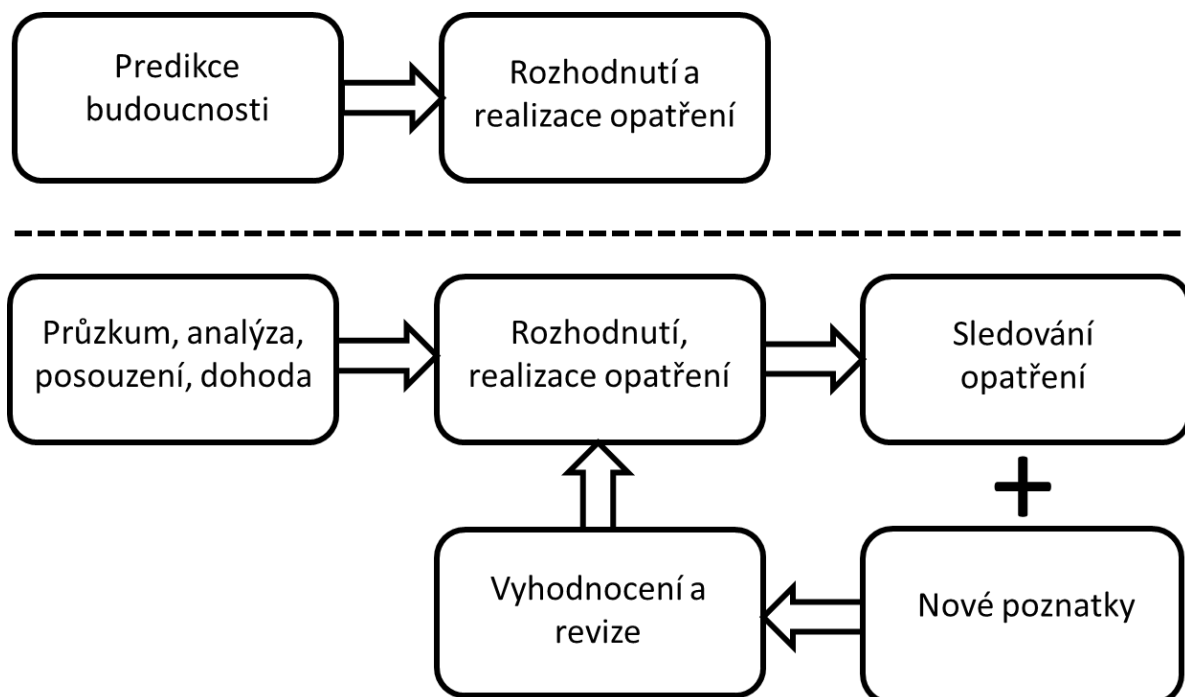 Predikce
budoucnosti
Rozhodnutí a
realizace opatření
Průzkum, analýza,
posouzení, dohoda
Rozhodnutí,
realizace opatření
Sledování
opatření
+
Vyhodnocení a
revize
Nové poznatky